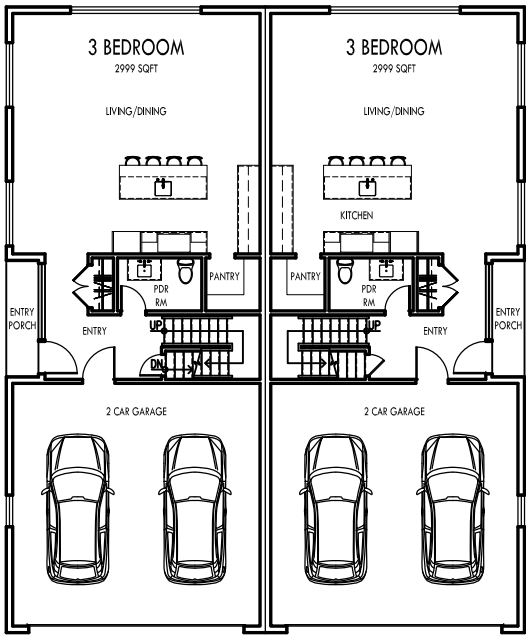 3 BEDROOM
2999 SQFT
LIVING/DINING
PANTRY
PDR
RM
ENTRY
PORCH
ENTRY
UP
DN
2 CAR GARAGE
3 BEDROOM
2999 SQFT
LIVING/DINING
KITCHEN
PANTRY
PDR
RM
ENTRY
PORCH
UP
ENTRY
2 CAR GARAGE